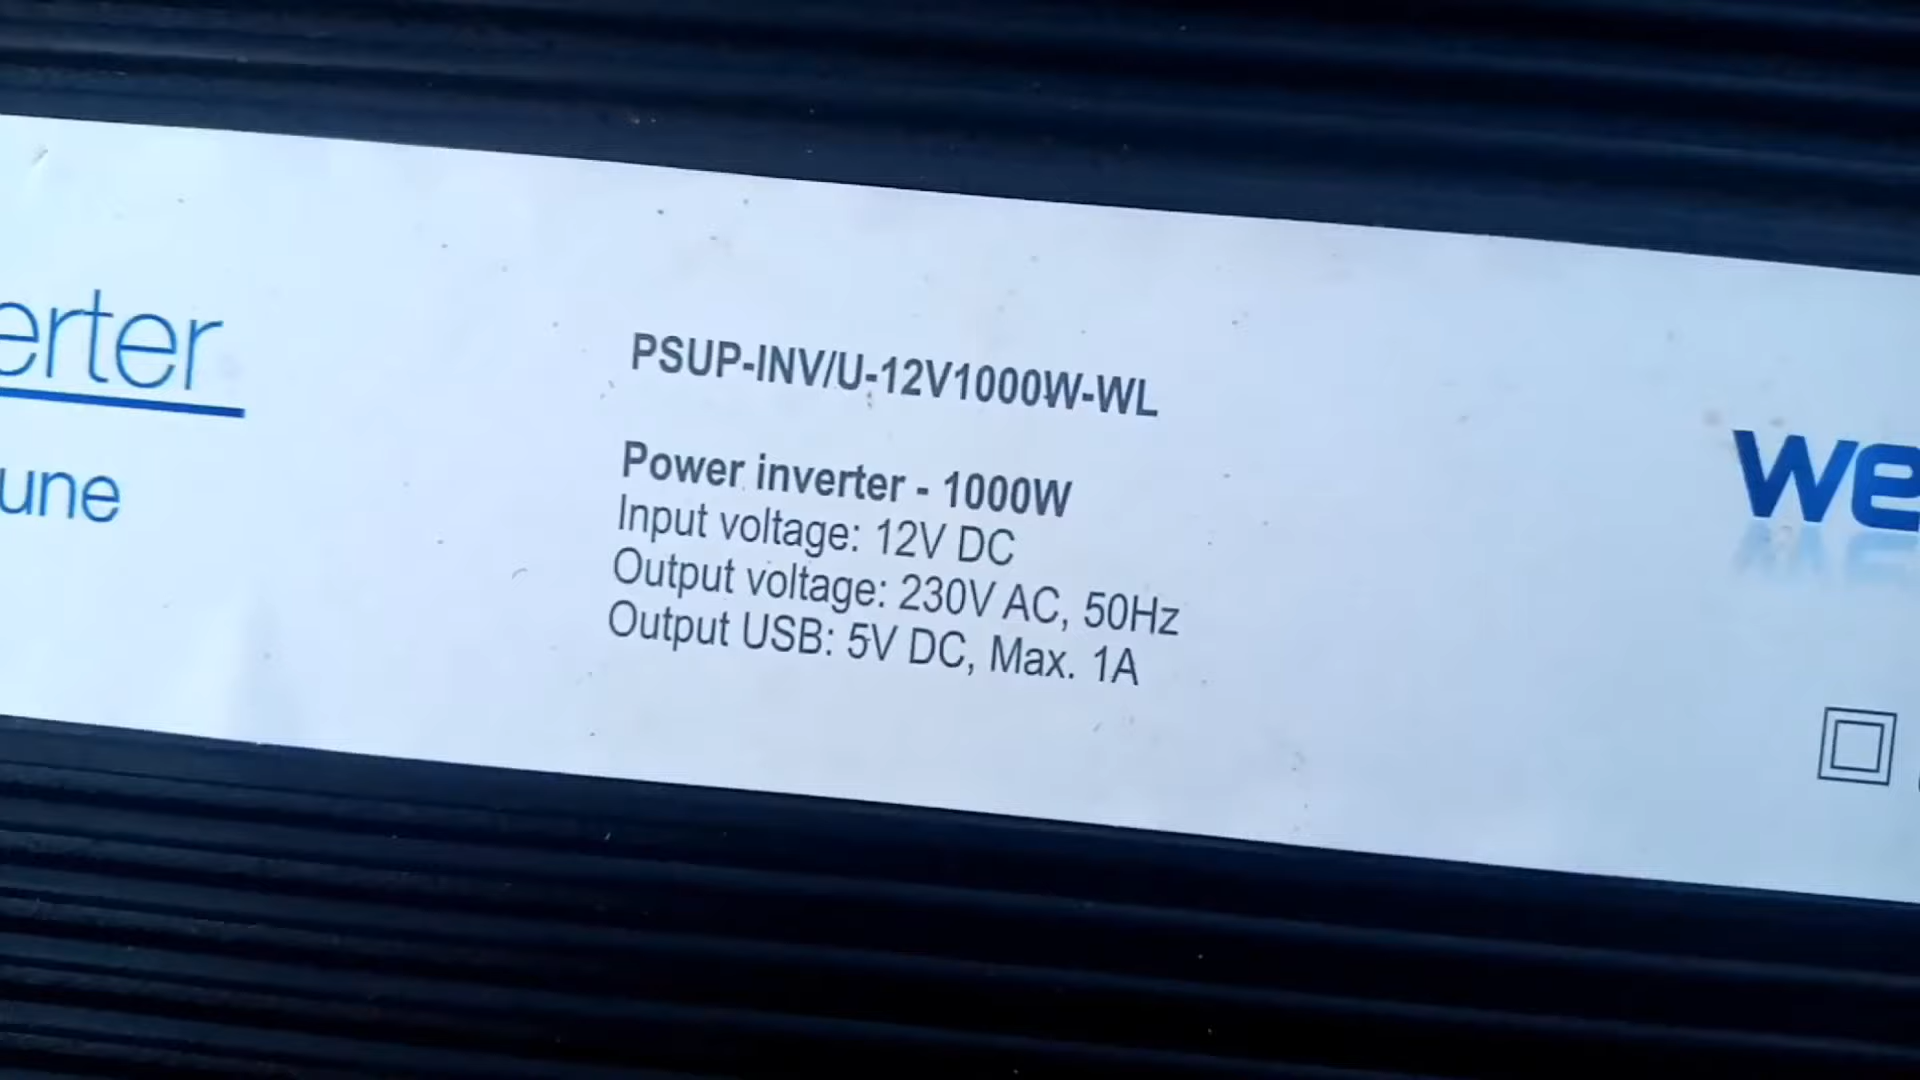 erter
une
PSUP-INV/U-12V1000W-WL
Power inverter - 1000W
Input voltage: 12V DC
Output voltage: 230V AC, 50Hz
Output USB: 5V DC, Max. 1A
we